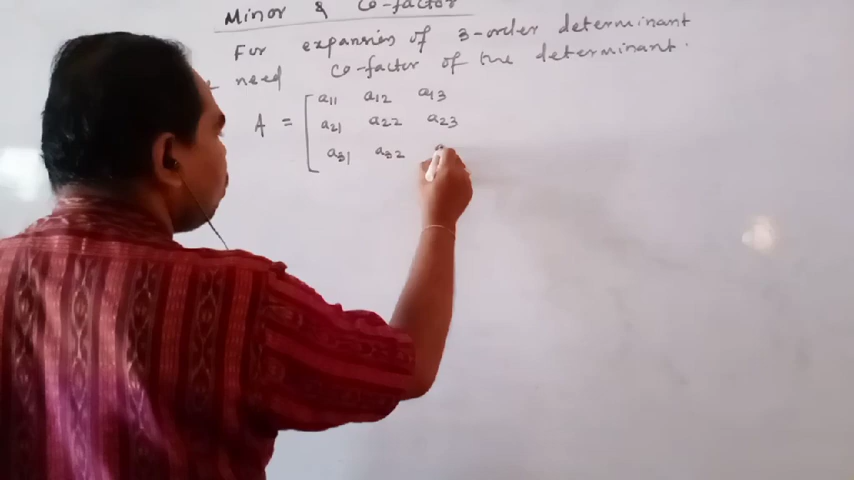 Minor & Co-factor
For expansion of 3-order determinant
need Co-factor of the determinant.
A = [ a11 a12 a13
a21 a22 a23
a31 a32 a